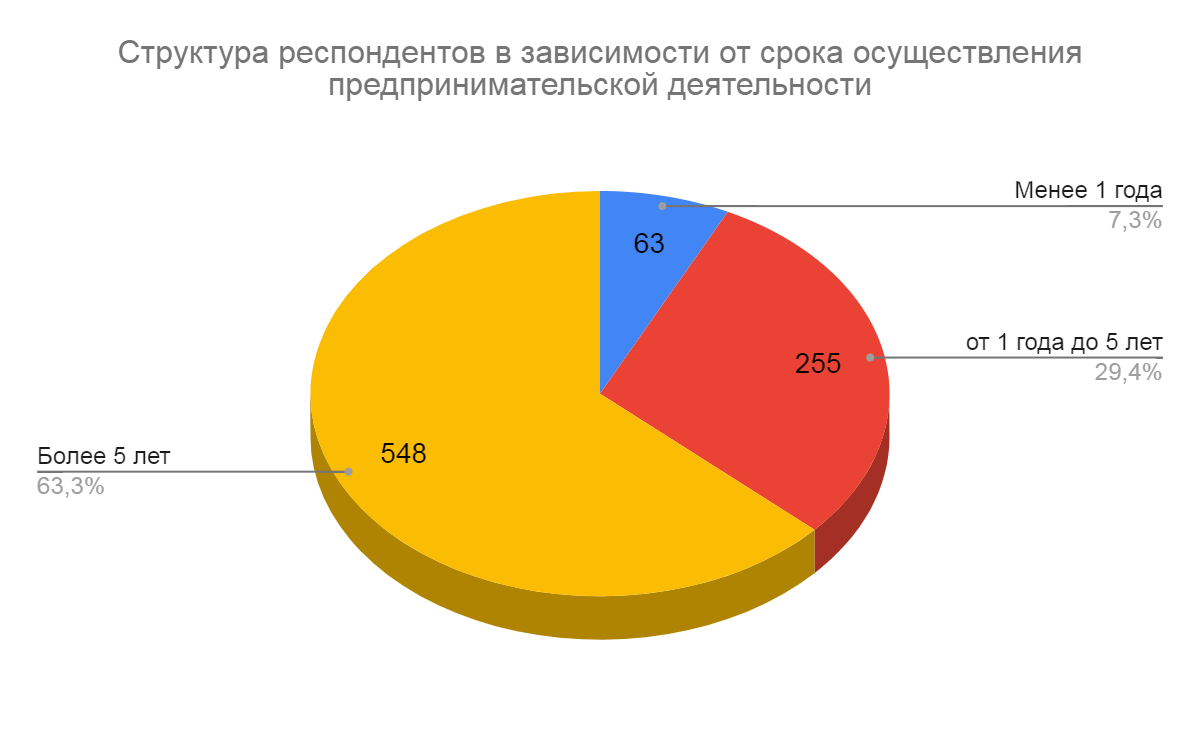 Структура респондентов в зависимости от срока осуществления
предпринимательской деятельности
Менее 1 года
7,3%
63
от 1 года до 5 лет
29,4%
255
Более 5 лет
63,3%
548